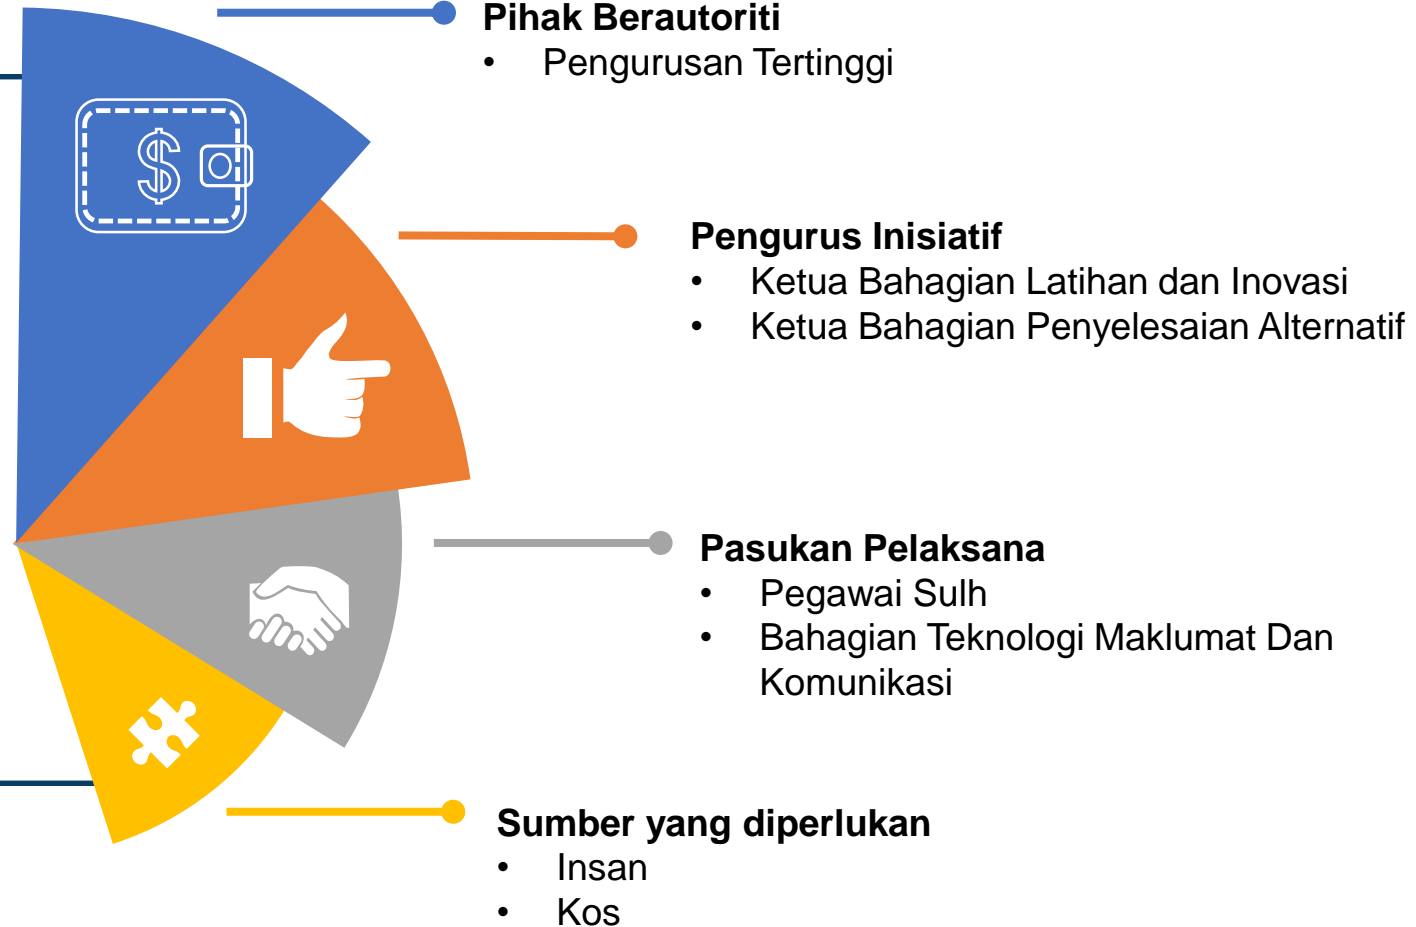 Pihak Berautoriti
• Pengurusan Tertinggi
$
Pengurus Inisiatif
• Ketua Bahagian Latihan dan Inovasi
• Ketua Bahagian Penyelesaian Alternatif
Pasukan Pelaksana
• Pegawai Sulh
• Bahagian Teknologi Maklumat Dan
Komunikasi
Sumber yang diperlukan
• Insan
• Kos